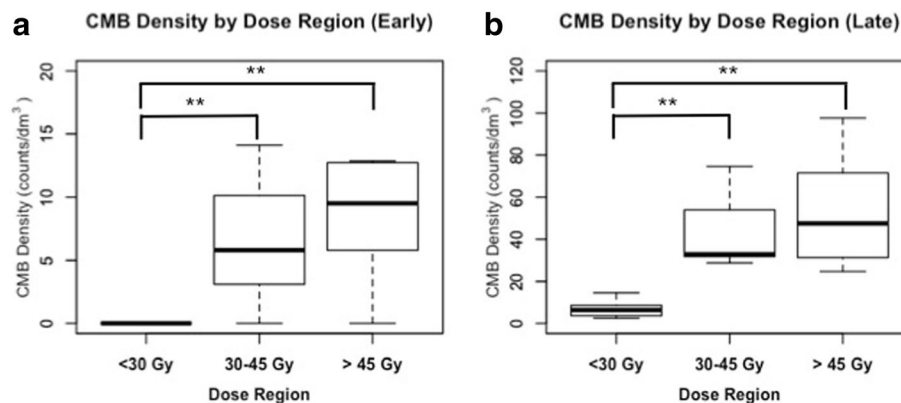 a CMB Density by Dose Region (Early)
CMB Density (counts/dm³)
20
15
10
5
0
**
**
<30 Gy 30-45 Gy > 45 Gy
Dose Region
b CMB Density by Dose Region (Late)
CMB Density (counts/dm³)
120
100
80
60
40
20
0
**
**
<30 Gy 30-45 Gy > 45 Gy
Dose Region